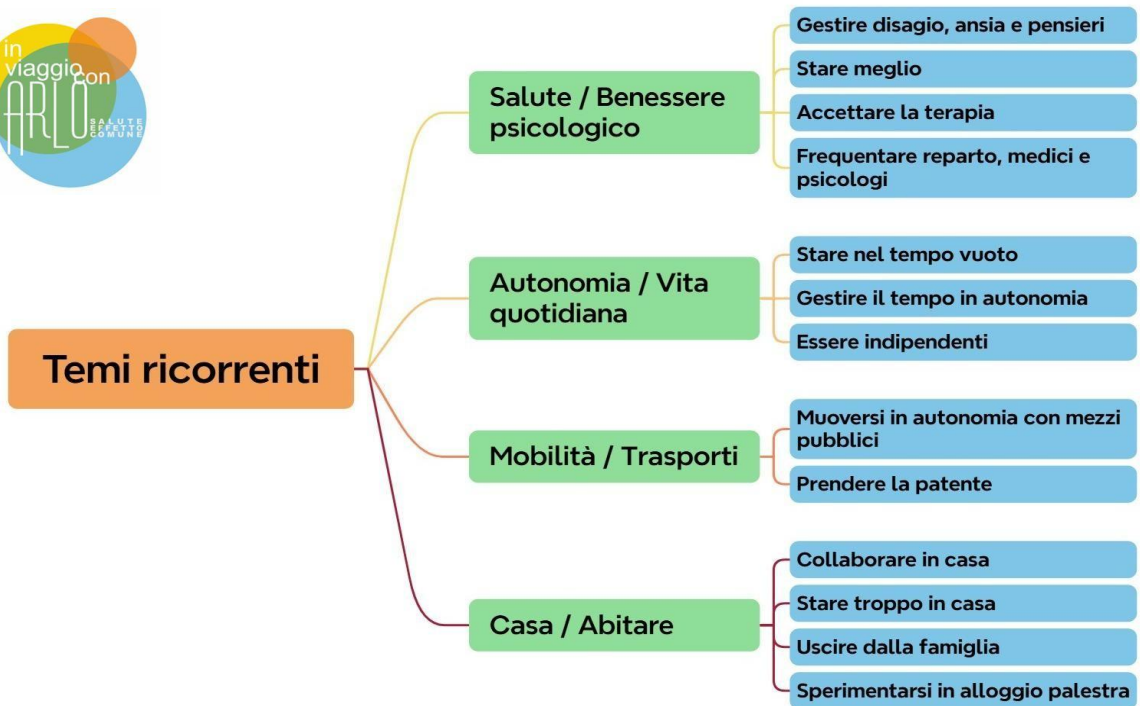 in
viaggio con
ARLO
SALUTE
EFFETTO
COMUNE
Temi ricorrenti
Salute / Benessere
psicologico
Gestire disagio, ansia e pensieri
Stare meglio
Accettare la terapia
Frequentare reparto, medici e
psicologi
Autonomia / Vita
quotidiana
Stare nel tempo vuoto
Gestire il tempo in autonomia
Essere indipendenti
Mobilità / Trasporti
Muoversi in autonomia con mezzi
pubblici
Prendere la patente
Casa / Abitare
Collaborare in casa
Stare troppo in casa
Uscire dalla famiglia
Sperimentarsi in alloggio palestra